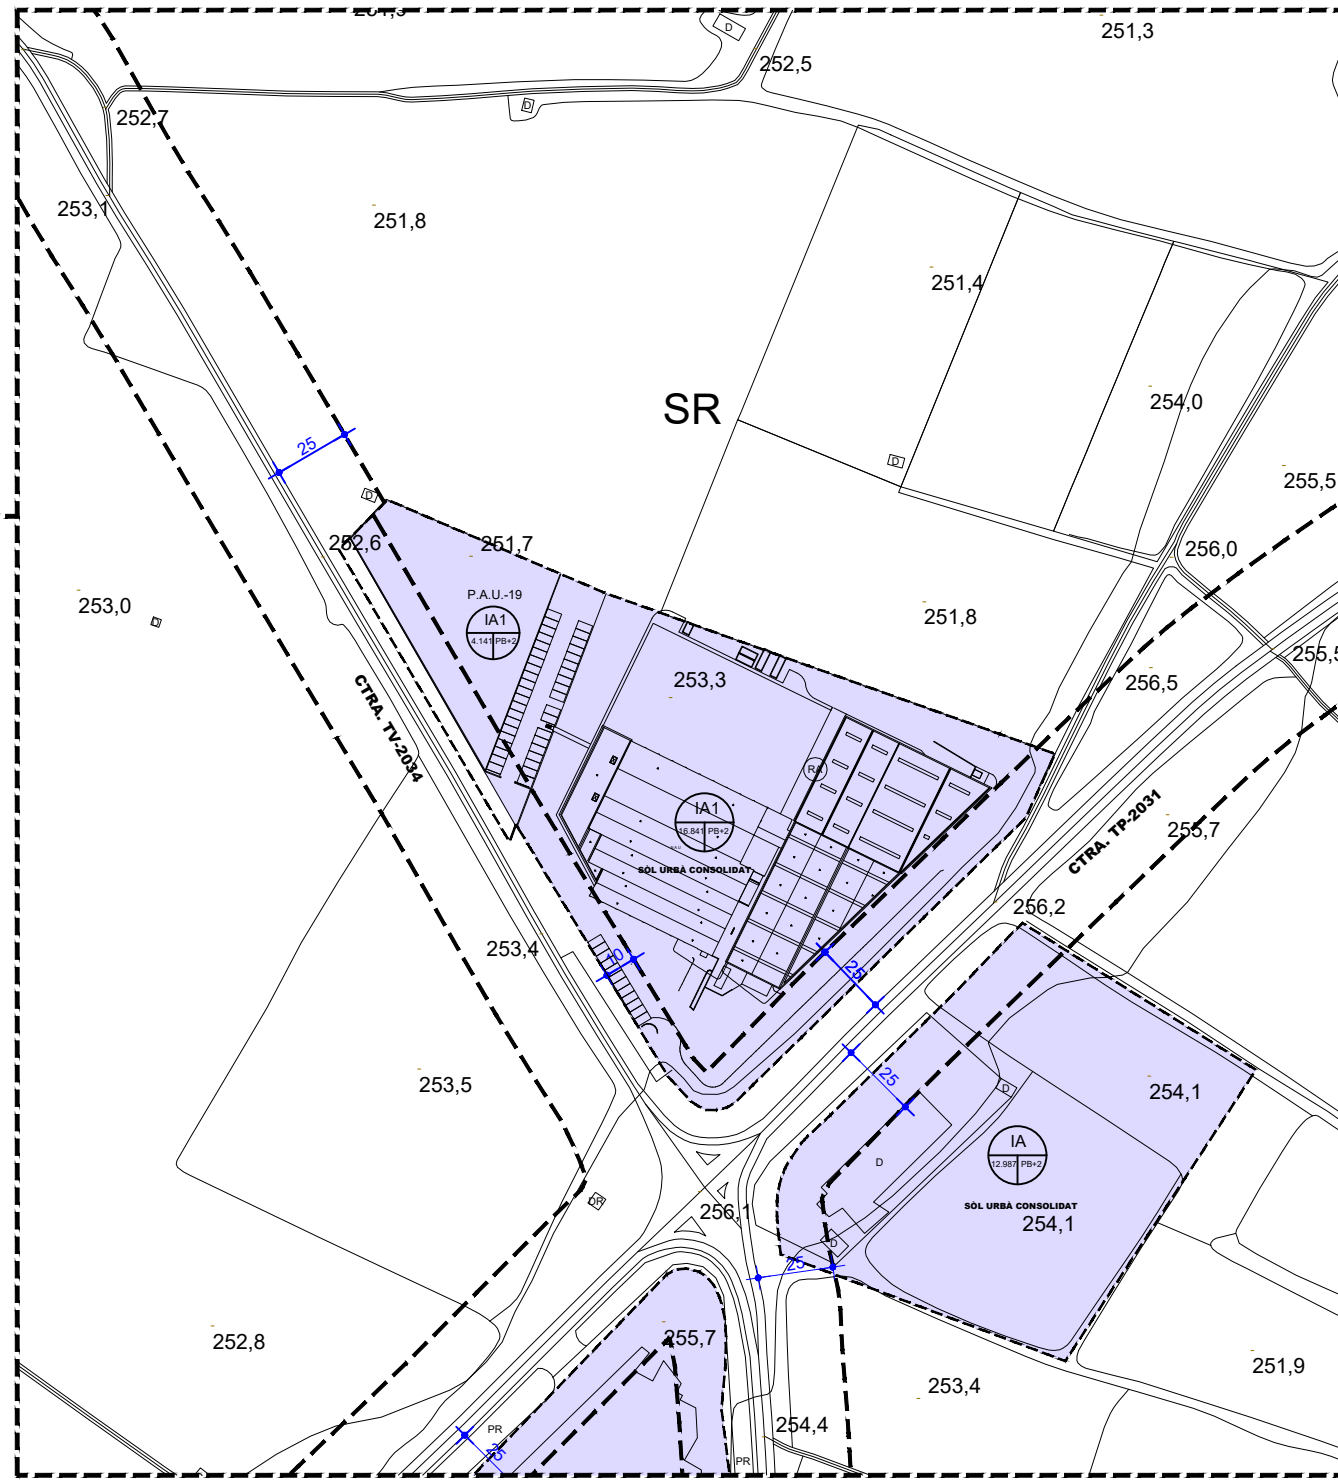 251,3
D
252,5
252,7
D
253,1
251,8
251,4
SR
254,0
25
D
255,5
D
252,6
251,7
256,0
253,0
D
P.A.U.-19
IA1
4.141 PB+2
251,8
255,5
253,3
256,5
CTRA. TV-2034
RA
IA1
16.841 PB+2
SÒL URBÀ CONSOLIDAT
CTRA. TP-2031
255,7
256,2
253,4
10
25
253,5
25
D
254,1
IA
12.987 PB+2
D
SÒL URBÀ CONSOLIDAT
254,1
DR
256,1
D
25
255,7
252,8
251,9
253,4
254,4
PR
25
PR